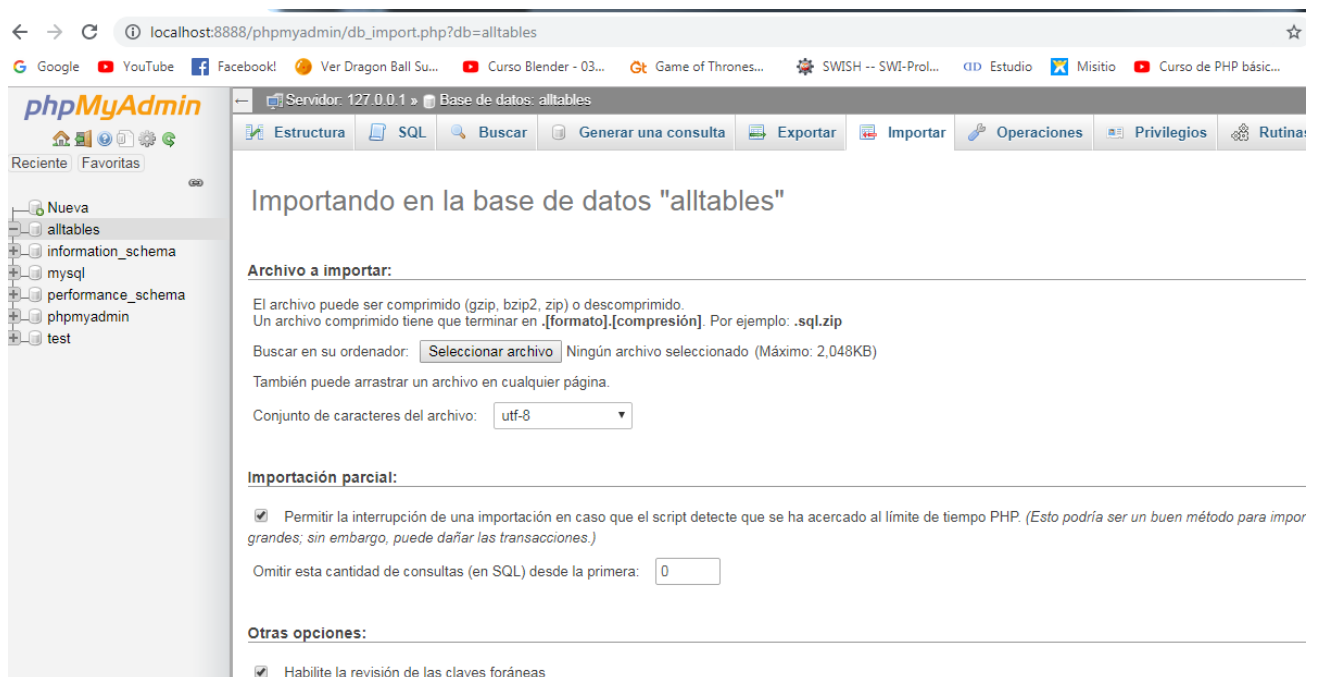 localhost:8888/phpmyadmin/db_import.php?db=alltables
Google YouTube Facebook! Ver Dragon Ball Su... Curso Blender - 03... Game of Thrones... SWISH -- SWI-Prol... Estudio Misitio Curso de PHP básic...
phpMyAdmin
Reciente Favoritas
Nueva
alltables
information_schema
mysql
performance_schema
phpmyadmin
test
Servidor: 127.0.0.1 » Base de datos: alltables
Estructura SQL Buscar Generar una consulta Exportar Importar Operaciones Privilegios Rutinas
Importando en la base de datos "alltables"
Archivo a importar:
El archivo puede ser comprimido (gzip, bzip2, zip) o descomprimido.
Un archivo comprimido tiene que terminar en .[formato].[compresión]. Por ejemplo: .sql.zip
Buscar en su ordenador: Seleccionar archivo Ningún archivo seleccionado (Máximo: 2,048KB)
También puede arrastrar un archivo en cualquier página.
Conjunto de caracteres del archivo: utf-8
Importación parcial:
Permitir la interrupción de una importación en caso que el script detecte que se ha acercado al límite de tiempo PHP. (Esto podría ser un buen método para impor
grandes; sin embargo, puede dañar las transacciones.)
Omitir esta cantidad de consultas (en SQL) desde la primera: 0
Otras opciones:
Habilite la revisión de las claves foráneas